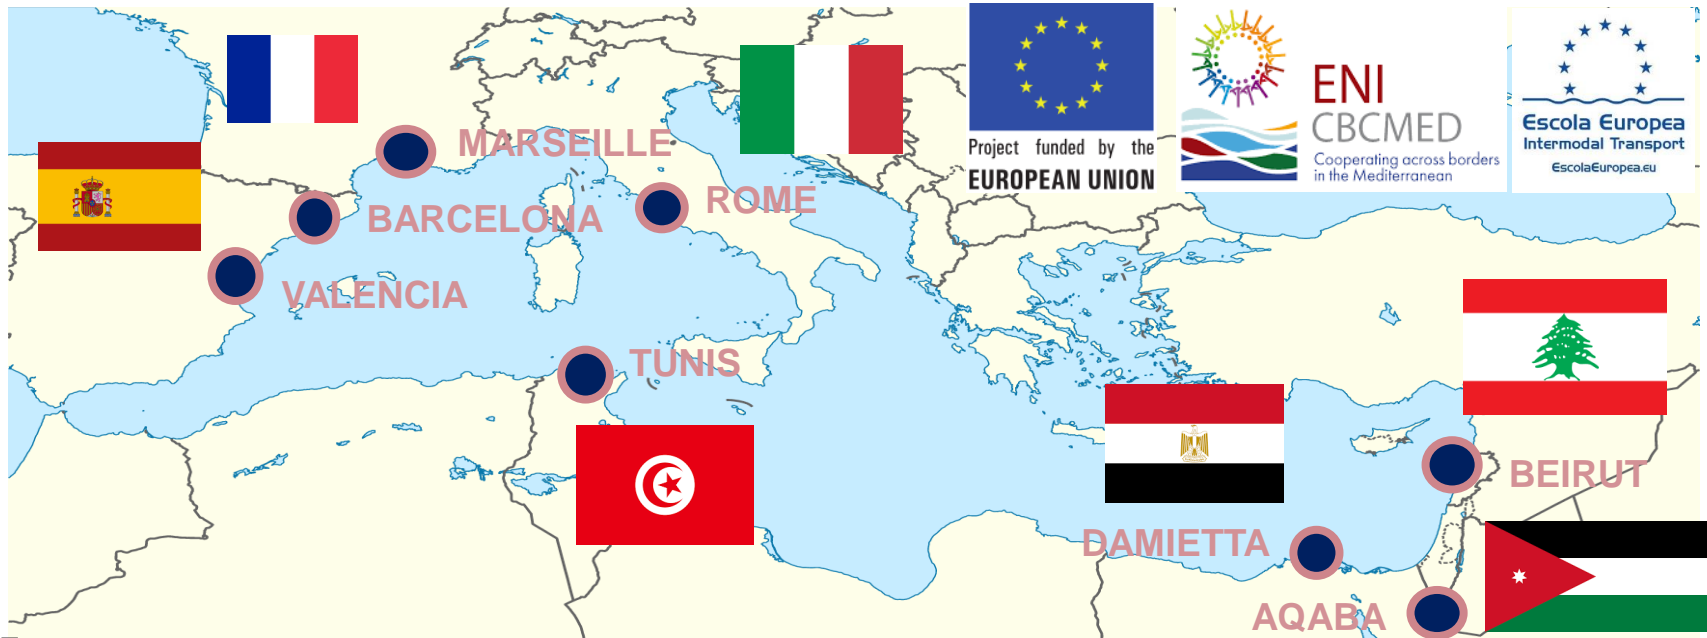 Project funded by the
EUROPEAN UNION
ENI
CBCMED
Cooperating across borders
in the Mediterranean
Escola Europea
Intermodal Transport
EscolaEuropea.eu
MARSEILLE
ROME
BARCELONA
VALENCIA
TUNIS
BEIRUT
DAMIETTA
AQABA